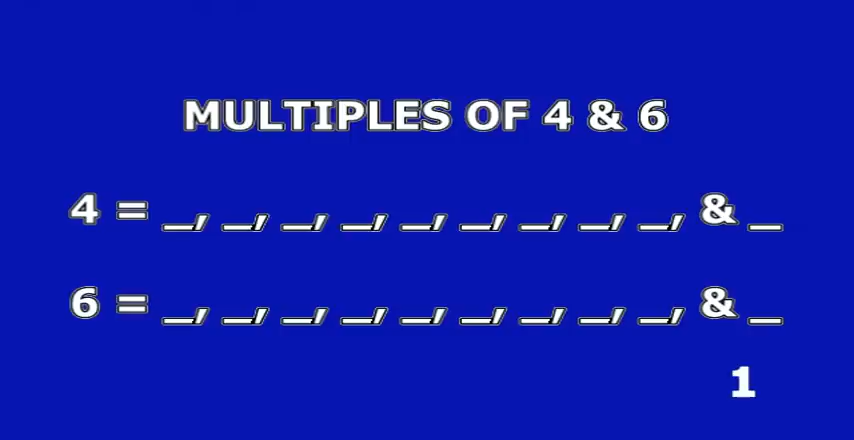 MULTIPLES OF 4 & 6
4 = _, _, _, _, _, _, _, _, _, & _
6 = _, _, _, _, _, _, _, _, _, & _
1